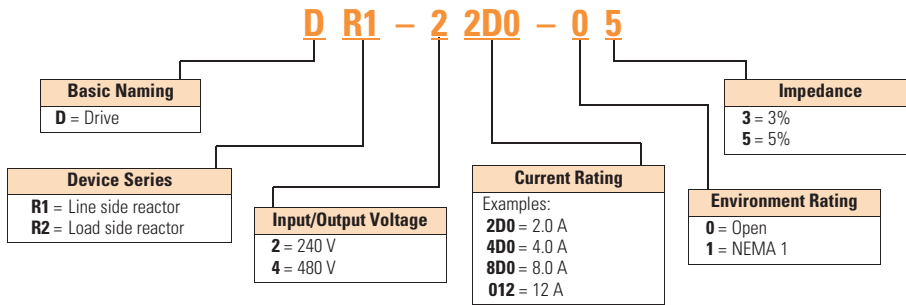 D R1 – 2 2D0 – 0 5
Basic Naming
D = Drive
Device Series
R1 = Line side reactor
R2 = Load side reactor
Input/Output Voltage
2 = 240 V
4 = 480 V
Current Rating
Examples:
2D0 = 2.0 A
4D0 = 4.0 A
8D0 = 8.0 A
012 = 12 A
Environment Rating
0 = Open
1 = NEMA 1
Impedance
3 = 3%
5 = 5%